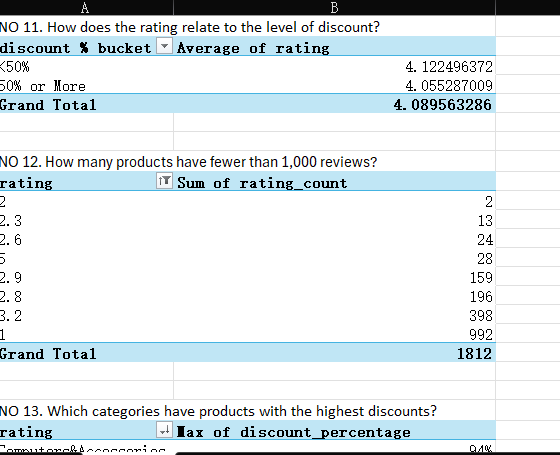 A B
NO 11. How does the rating relate to the level of discount?
discount % bucket Average of rating
<50% 4.122496372
50% or More 4.055287009
Grand Total 4.089563286
NO 12. How many products have fewer than 1,000 reviews?
rating Sum of rating_count
2 2
2.3 13
2.6 24
5 28
2.9 159
2.8 196
3.2 398
1 992
Grand Total 1812
NO 13. Which categories have products with the highest discounts?
rating Max of discount_percentage
Computers&Accessories 94%